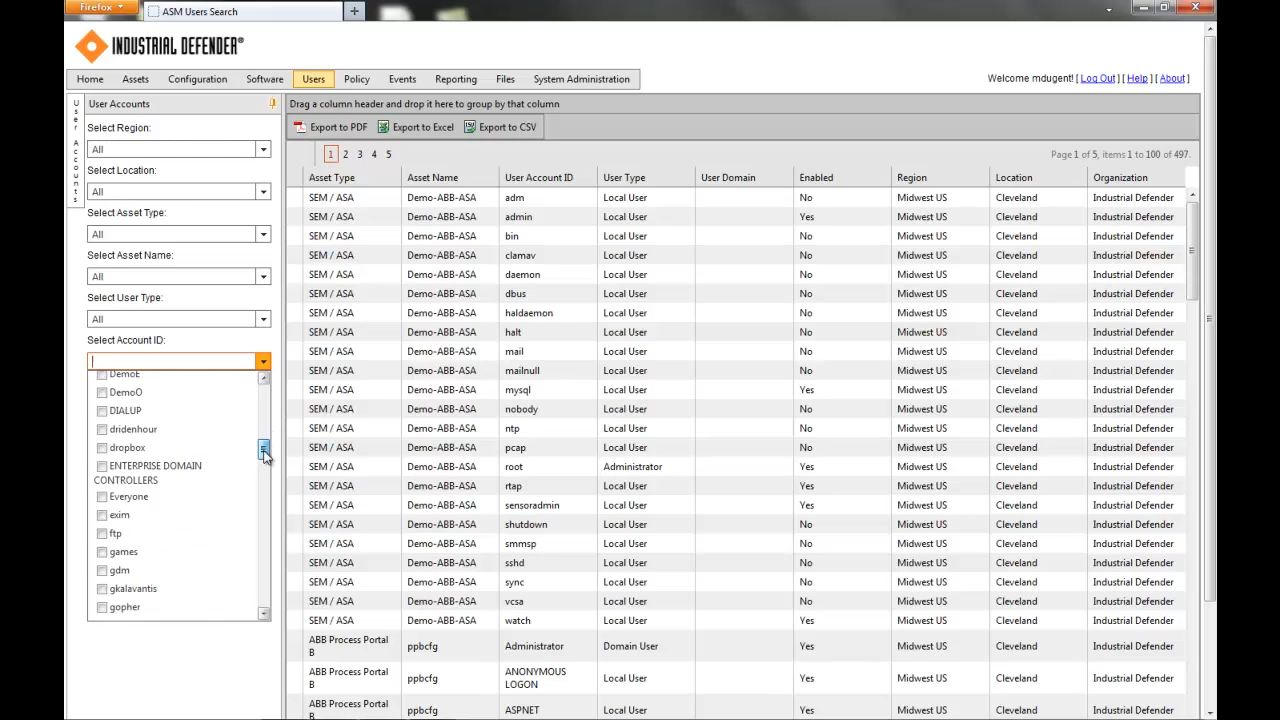 Firefox
ASM Users Search
INDUSTRIAL DEFENDER®
Home Assets Configuration Software Users Policy Events Reporting Files System Administration
Welcome mdugent! [ Log Out ] [ Help ] [ About ]
User Accounts
User Accounts
Select Region:
All
Select Location:
All
Select Asset Type:
All
Select Asset Name:
All
Select User Type:
All
Select Account ID:
DemoE
DemoO
DIALUP
dridenhour
dropbox
ENTERPRISE DOMAIN
CONTROLLERS
Everyone
exim
ftp
games
gdm
gkalavantis
gopher
Drag a column header and drop it here to group by that column
Export to PDF Export to Excel Export to CSV
1 2 3 4 5 Page 1 of 5, items 1 to 100 of 497.
Asset Type Asset Name User Account ID User Type User Domain Enabled Region Location Organization
SEM / ASA Demo-ABB-ASA adm Local User No Midwest US Cleveland Industrial Defender
SEM / ASA Demo-ABB-ASA admin Local User Yes Midwest US Cleveland Industrial Defender
SEM / ASA Demo-ABB-ASA bin Local User No Midwest US Cleveland Industrial Defender
SEM / ASA Demo-ABB-ASA clamav Local User No Midwest US Cleveland Industrial Defender
SEM / ASA Demo-ABB-ASA daemon Local User No Midwest US Cleveland Industrial Defender
SEM / ASA Demo-ABB-ASA dbus Local User No Midwest US Cleveland Industrial Defender
SEM / ASA Demo-ABB-ASA haldaemon Local User No Midwest US Cleveland Industrial Defender
SEM / ASA Demo-ABB-ASA halt Local User No Midwest US Cleveland Industrial Defender
SEM / ASA Demo-ABB-ASA mail Local User No Midwest US Cleveland Industrial Defender
SEM / ASA Demo-ABB-ASA mailnull Local User No Midwest US Cleveland Industrial Defender
SEM / ASA Demo-ABB-ASA mysql Local User Yes Midwest US Cleveland Industrial Defender
SEM / ASA Demo-ABB-ASA nobody Local User No Midwest US Cleveland Industrial Defender
SEM / ASA Demo-ABB-ASA ntp Local User No Midwest US Cleveland Industrial Defender
SEM / ASA Demo-ABB-ASA pcap Local User No Midwest US Cleveland Industrial Defender
SEM / ASA Demo-ABB-ASA root Administrator Yes Midwest US Cleveland Industrial Defender
SEM / ASA Demo-ABB-ASA rtap Local User Yes Midwest US Cleveland Industrial Defender
SEM / ASA Demo-ABB-ASA sensoradmin Local User Yes Midwest US Cleveland Industrial Defender
SEM / ASA Demo-ABB-ASA shutdown Local User No Midwest US Cleveland Industrial Defender
SEM / ASA Demo-ABB-ASA smmsp Local User No Midwest US Cleveland Industrial Defender
SEM / ASA Demo-ABB-ASA sshd Local User No Midwest US Cleveland Industrial Defender
SEM / ASA Demo-ABB-ASA sync Local User No Midwest US Cleveland Industrial Defender
SEM / ASA Demo-ABB-ASA vcsa Local User No Midwest US Cleveland Industrial Defender
SEM / ASA Demo-ABB-ASA watch Local User Yes Midwest US Cleveland Industrial Defender
ABB Process Portal
B ppbcfg Administrator Domain User Yes Midwest US Cleveland Industrial Defender
ABB Process Portal
B ppbcfg ANONYMOUS
LOGON Local User Yes Midwest US Cleveland Industrial Defender
ABB Process Portal
B ppbcfg ASPNET Local User Yes Midwest US Cleveland Industrial Defender